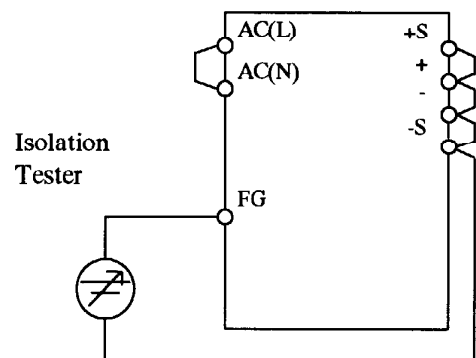 AC(L)
AC(N)
+S
+
-
-S
Isolation
Tester
FG